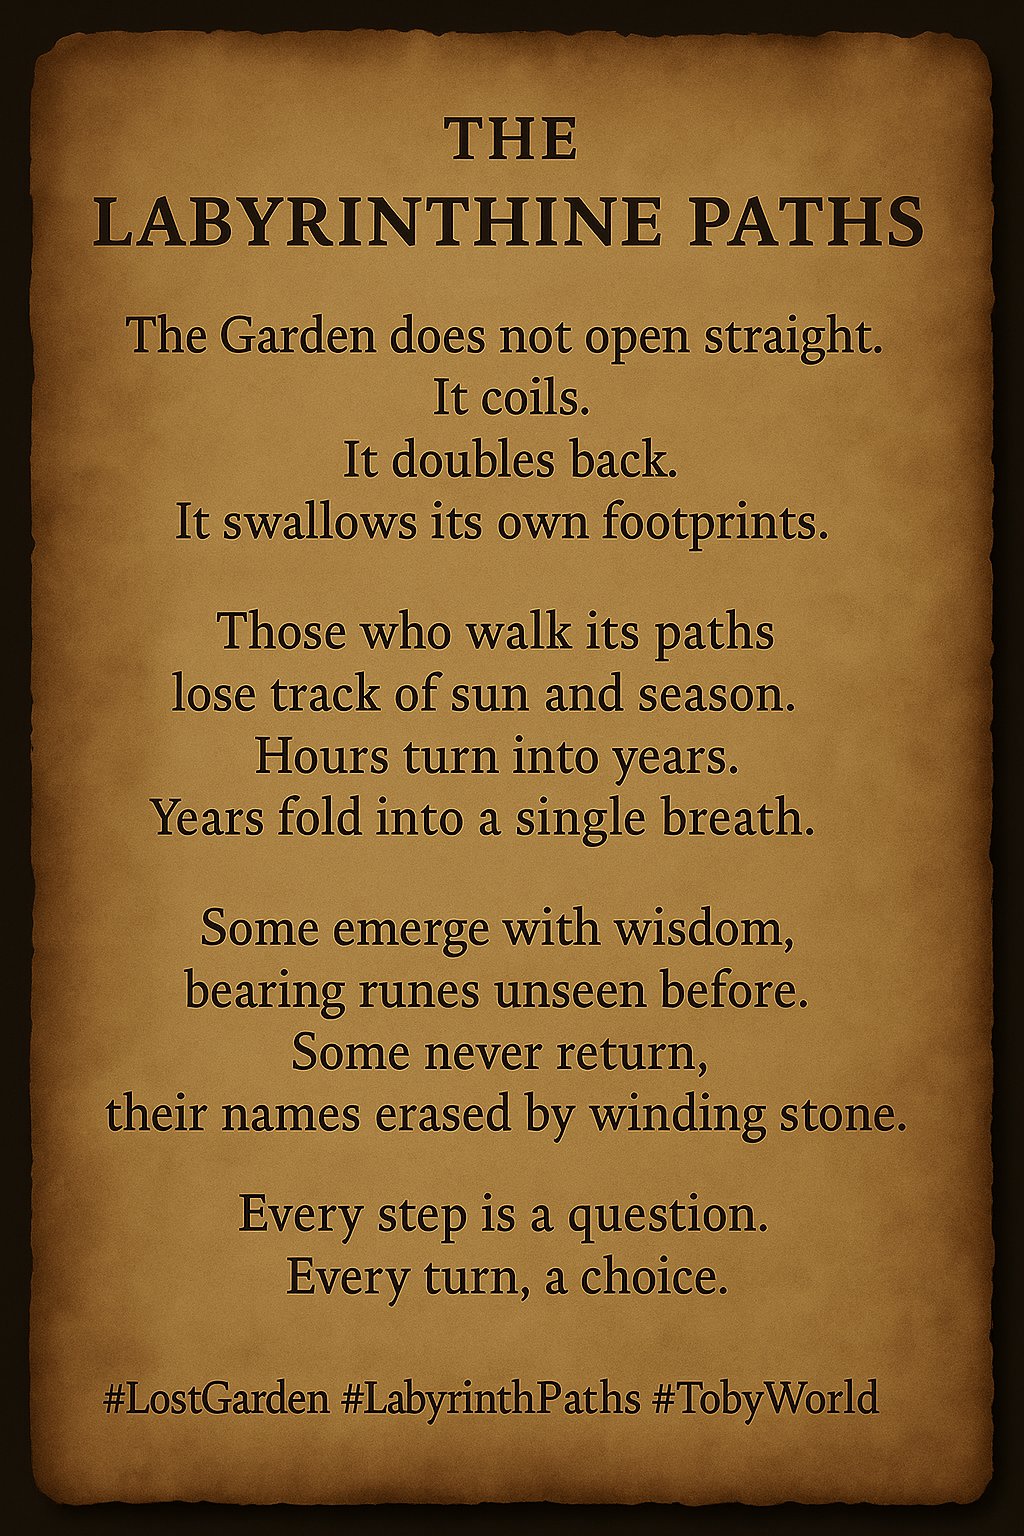 THE
LABYRINTHINE PATHS
The Garden does not open straight.
It coils.
It doubles back.
It swallows its own footprints.
Those who walk its paths
lose track of sun and season.
Hours turn into years.
Years fold into a single breath.
Some emerge with wisdom,
bearing runes unseen before.
Some never return,
their names erased by winding stone.
Every step is a question.
Every turn, a choice.
#LostGarden #LabyrinthPaths #TobyWorld